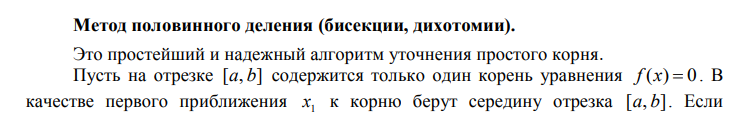 Метод половинного деления (бисекции, дихотомии).
Это простейший и надежный алгоритм уточнения простого корня.
Пусть на отрезке [a, b] содержится только один корень уравнения f(x) = 0. В
качестве первого приближения x₁ к корню берут середину отрезка [a, b]. Если